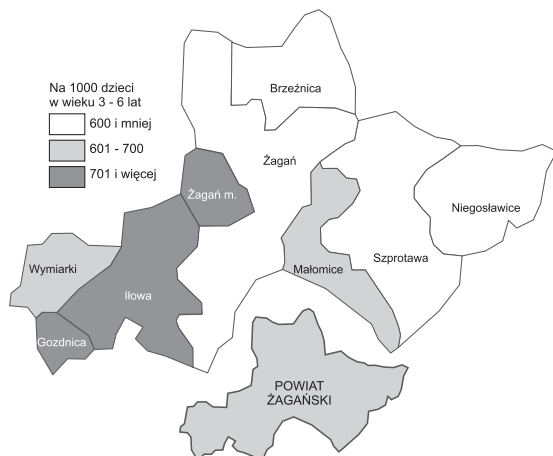 Na 1000 dzieci
w wieku 3 - 6 lat
600 i mniej
601 - 700
701 i więcej
Brzeźnica
Żagań
Żagań m.
Niegosławice
Szprotawa
Małomice
Wymiarki
Iłowa
Gozdnica
POWIAT
ŻAGAŃSKI